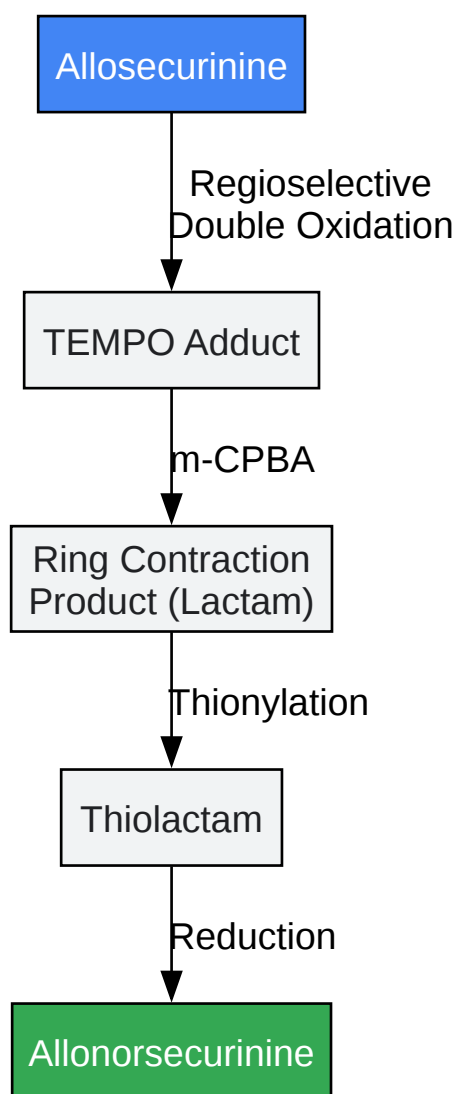 Allosecurinine
Regioselective
Double Oxidation
TEMPO Adduct
m-CPBA
Ring Contraction
Product (Lactam)
Thionylation
Thiolactam
Reduction
Allonorsecurinine